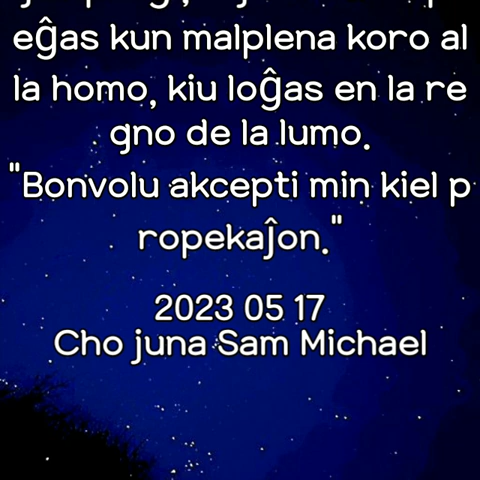 eĝas kun malplena koro al
la homo, kiu loĝas en la re
gno de la lumo.
"Bonvolu akcepti min kiel p
ropekaĵon."
2023 05 17
Cho juna Sam Michael